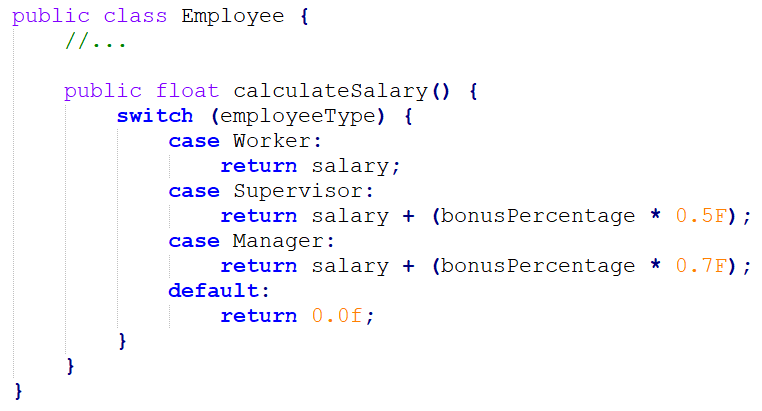 public class Employee {
    //...

    public float calculateSalary() {
        switch (employeeType) {
            case Worker:
                return salary;
            case Supervisor:
                return salary + (bonusPercentage * 0.5F);
            case Manager:
                return salary + (bonusPercentage * 0.7F);
            default:
                return 0.0f;
        }
    }
}